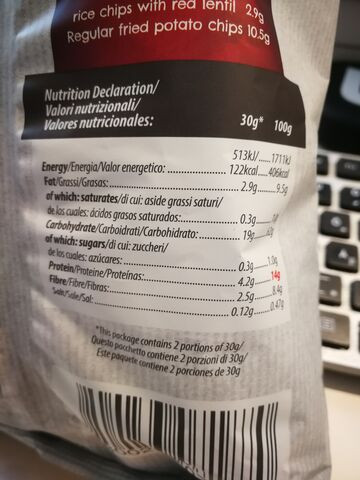 rice chips with red lentil 2.9g
Regular fried potato chips 10.5g
Nutrition Declaration/
Valori nutrizionali/
Valores nutricionales: 30g* 100g
513kJ/......1711kJ
Energy/Energia/Valor energetico: 122kcal 406kcal
Fat/Grassi/Grasas: 2.9g 9.5g
of which: saturates/di cui: aside grassi saturi/
de los cuales: ácidos grasos saturados: 0.3g
Carbohydrate/Carboidrati/Carbohidrato: 19g
of which: sugars/di cui: zuccheri/
de los cuales: azúcares: 0.3g 1.0g
Protein/Proteine/Proteínas: 4.2g 14g
Fibre/Fibre/Fibras: 2.5g 8.4g
Sale/Sale/Sal: 0.12g 0.47g
*This package contains 2 portions of 30g/
Questo pacchetto contiene 2 porzioni di 30g/
Este paquete contiene 2 porciones de 30g